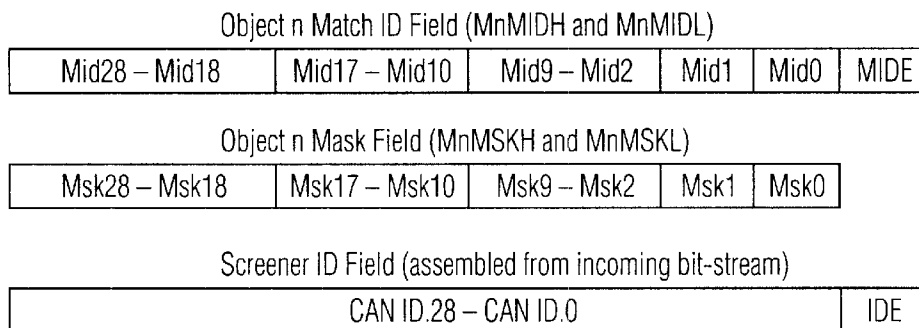 Object n Match ID Field (MnMIDH and MnMIDL)
Mid28 – Mid18 Mid17 – Mid10 Mid9 – Mid2 Mid1 Mid0 MIDE
Object n Mask Field (MnMSKH and MnMSKL)
Msk28 – Msk18 Msk17 – Msk10 Msk9 – Msk2 Msk1 Msk0
Screener ID Field (assembled from incoming bit-stream)
CAN ID.28 – CAN ID.0 IDE